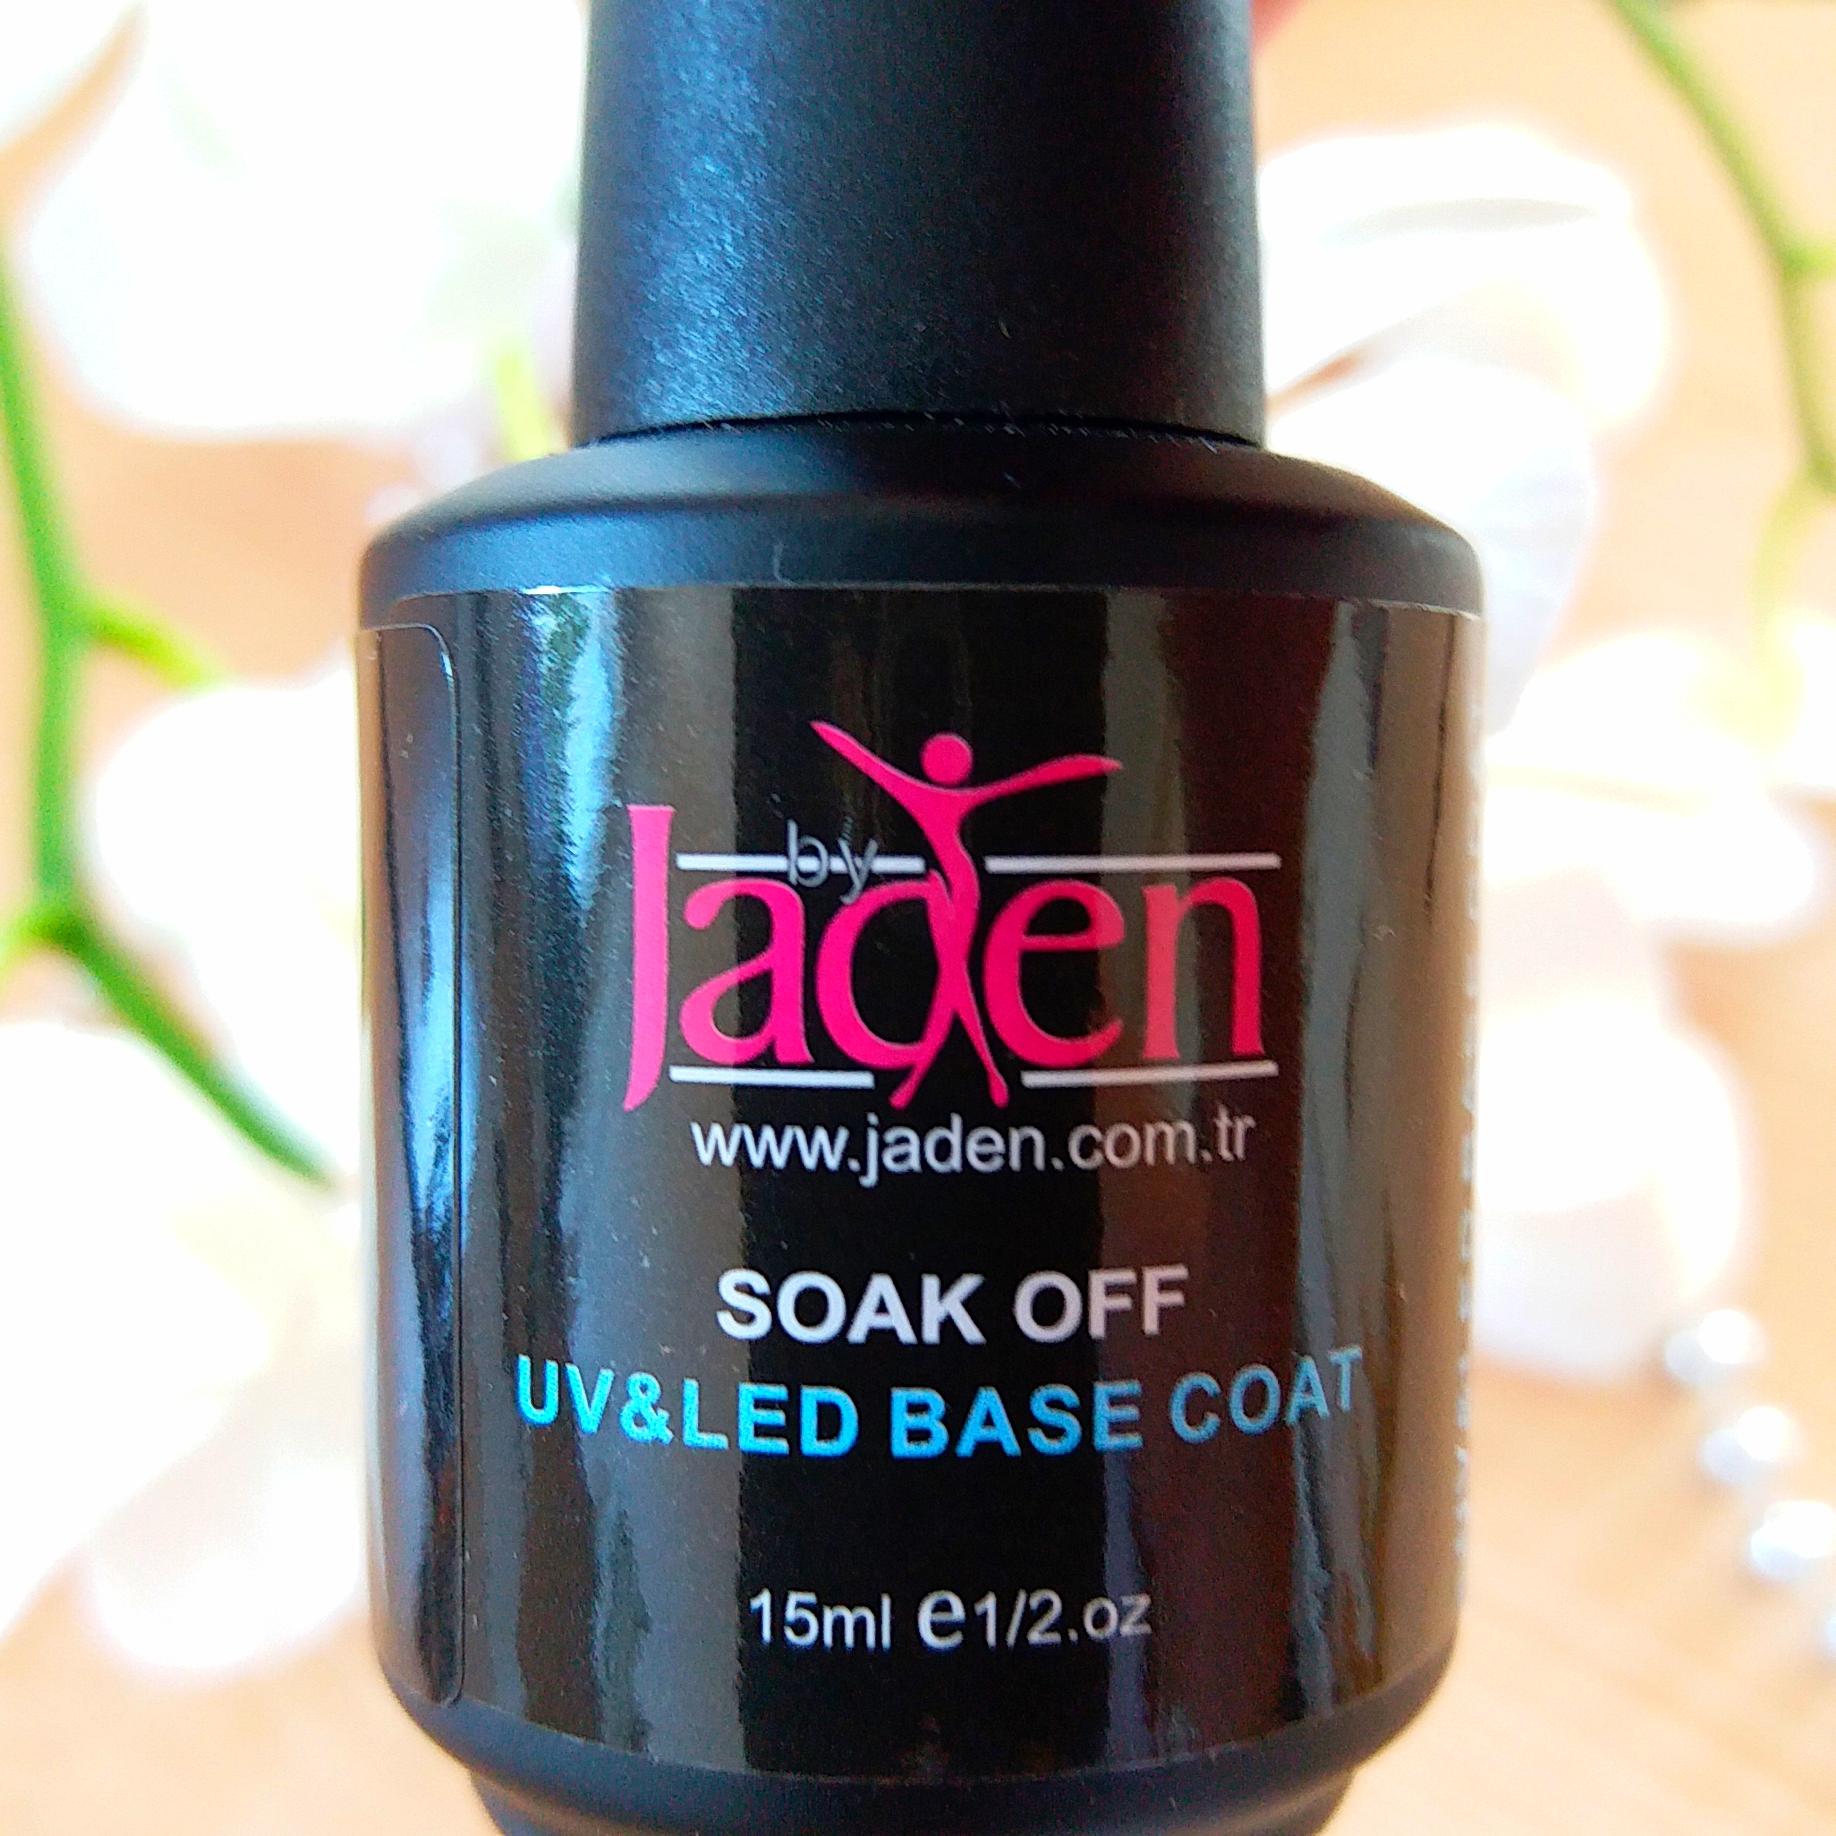 by
Jaden
www.jaden.com.tr
SOAK OFF
UV&LED BASE COAT
15ml e1/2.oz